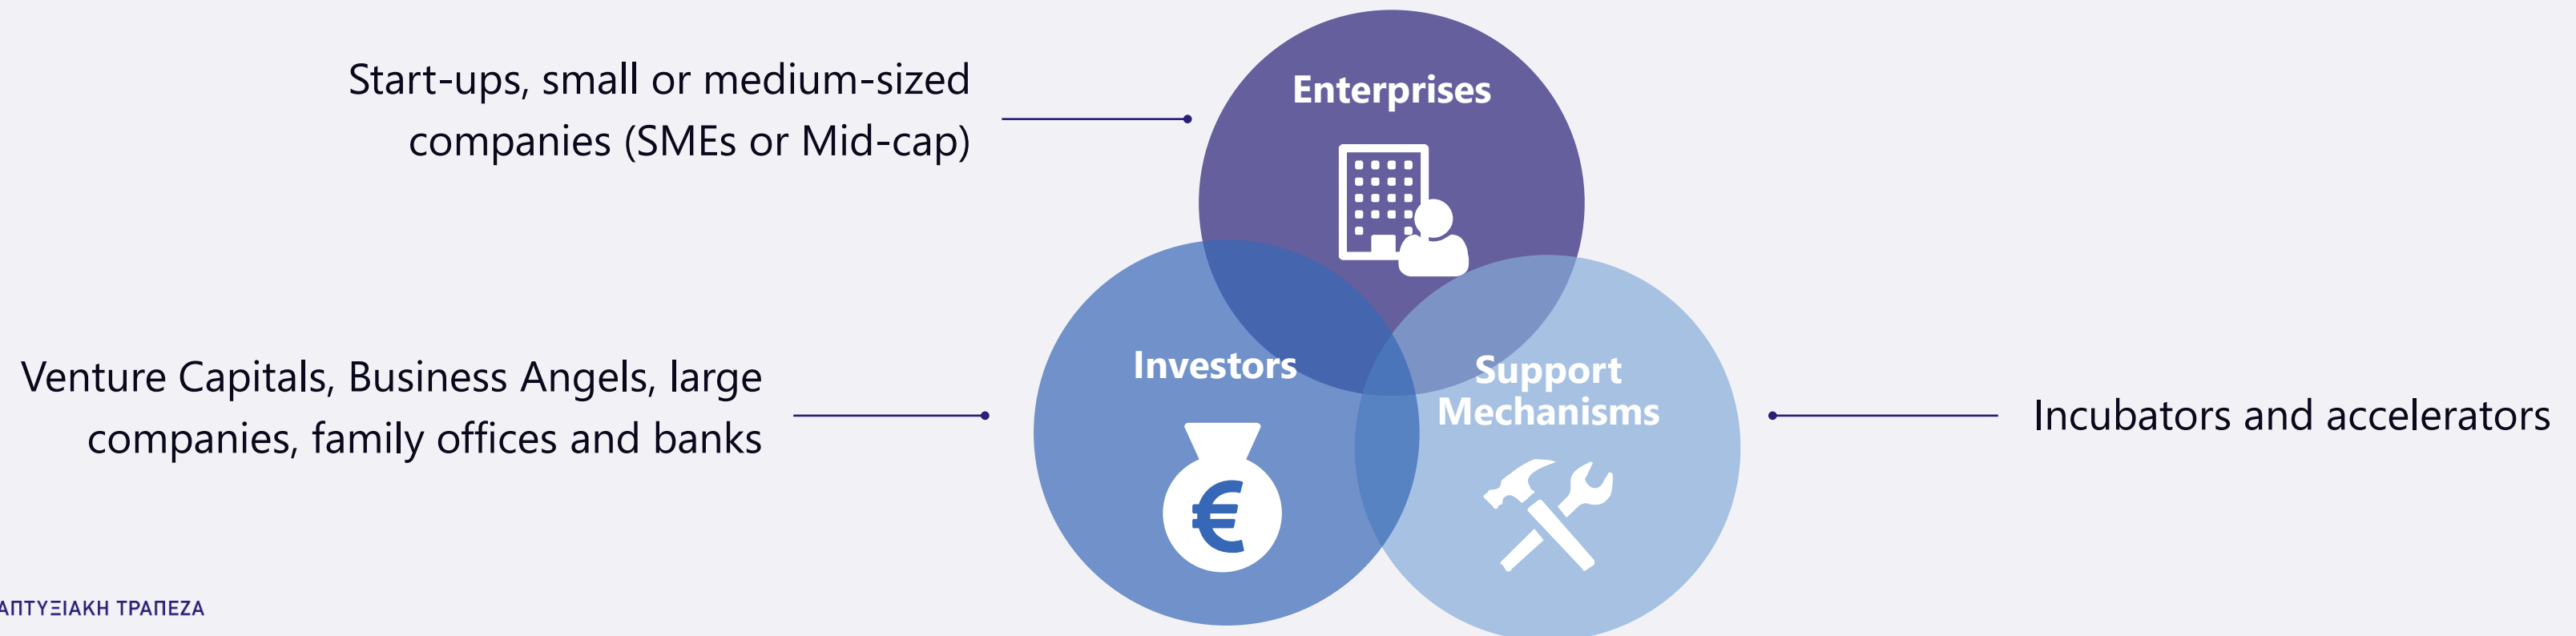 Start-ups, small or medium-sized
companies (SMEs or Mid-cap)
Enterprises
Venture Capitals, Business Angels, large
companies, family offices and banks
Investors
€
Support
Mechanisms
Incubators and accelerators
ΑΠΤΥΞΙΑΚΗ ΤΡΑΠΕΖΑ